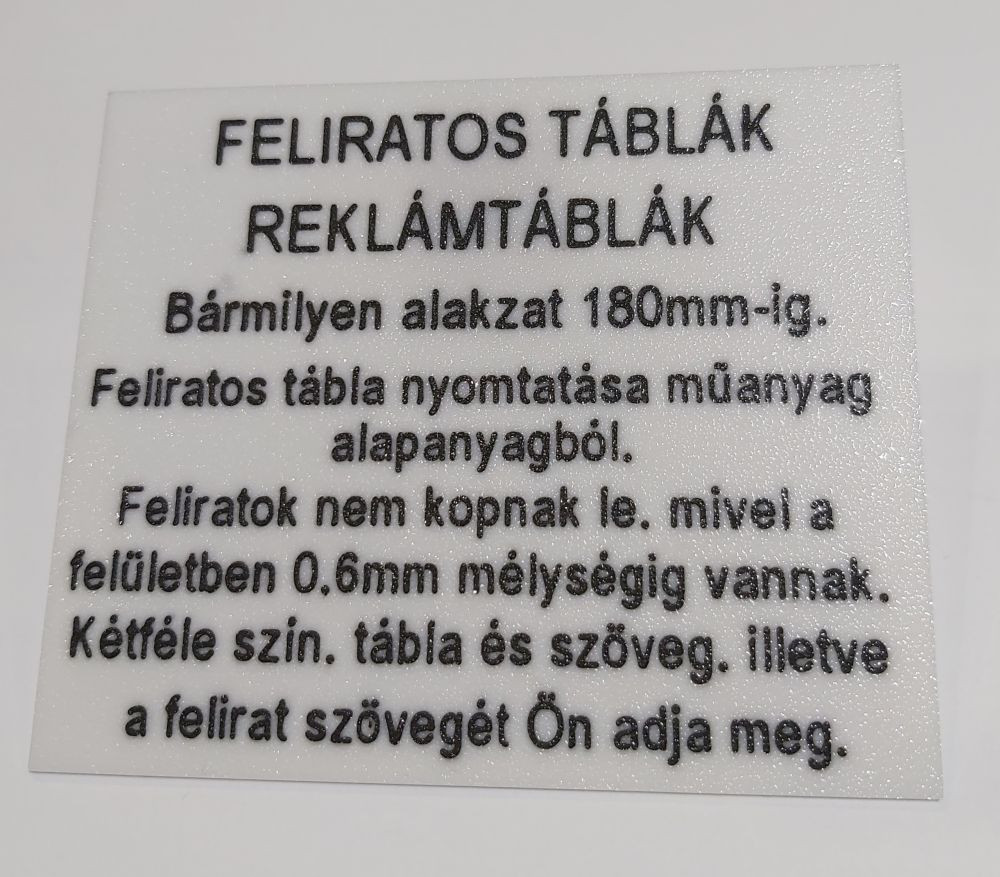 FELIRATOS TÁBLÁK
REKLÁMTÁBLÁK
Bármilyen alakzat 180mm-ig.
Feliratos tábla nyomtatása műanyag
alapanyagból.
Feliratok nem kopnak le. mivel a
felületben 0.6mm mélységig vannak.
Kétféle szin. tábla és szöveg. illetve
a felirat szövegét Ön adja meg.